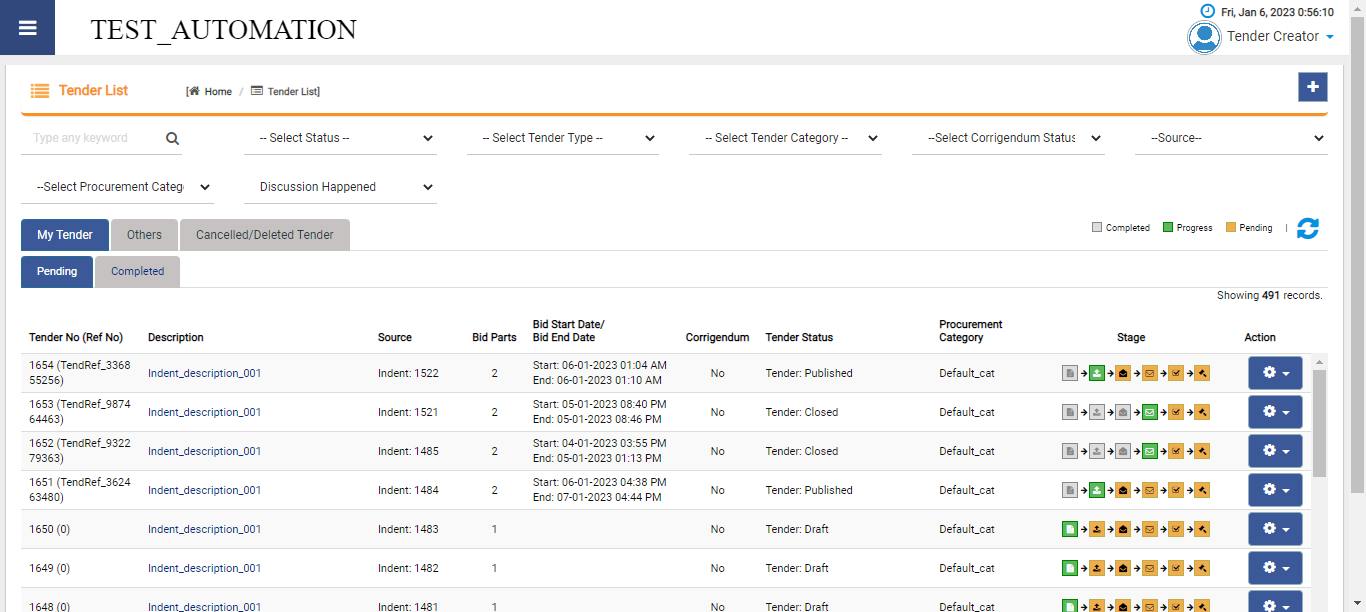 TEST_AUTOMATION
Fri, Jan 6, 2023 0:56:10
Tender Creator
Tender List
[ Home / Tender List]
Type any keyword
-- Select Status --
-- Select Tender Type --
-- Select Tender Category --
--Select Corrigendum Status
--Source--
--Select Procurement Categ
Discussion Happened
My Tender
Others
Cancelled/Deleted Tender
Completed
Progress
Pending
|
Pending
Completed
Showing 491 records.
Tender No (Ref No)
Description
Source
Bid Parts
Bid Start Date/
Bid End Date
Corrigendum
Tender Status
Procurement
Category
Stage
Action
1654 (TendRef_3368
55256)
Indent_description_001
Indent: 1522
2
Start: 06-01-2023 01:04 AM
End: 06-01-2023 01:10 AM
No
Tender: Published
Default_cat
1653 (TendRef_9874
64463)
Indent_description_001
Indent: 1521
2
Start: 05-01-2023 08:40 PM
End: 05-01-2023 08:46 PM
No
Tender: Closed
Default_cat
1652 (TendRef_9322
79363)
Indent_description_001
Indent: 1485
2
Start: 04-01-2023 03:55 PM
End: 05-01-2023 01:13 PM
No
Tender: Closed
Default_cat
1651 (TendRef_3624
63480)
Indent_description_001
Indent: 1484
2
Start: 06-01-2023 04:38 PM
End: 07-01-2023 04:44 PM
No
Tender: Published
Default_cat
1650 (0)
Indent_description_001
Indent: 1483
1
No
Tender: Draft
Default_cat
1649 (0)
Indent_description_001
Indent: 1482
1
No
Tender: Draft
Default_cat
1648 (0)
Indent_description_001
Indent: 1481
1
No
Tender: Draft
Default_cat